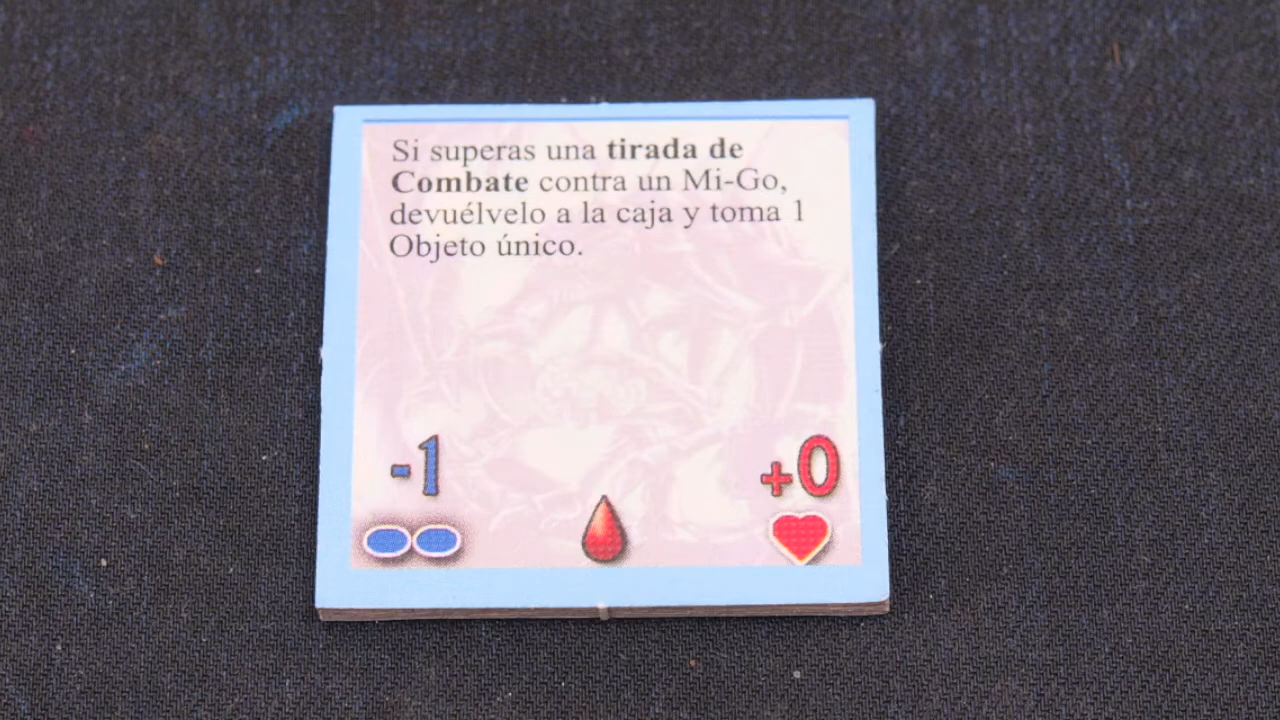 Si superas una tirada de
Combate contra un Mi-Go,
devuélvelo a la caja y toma 1
Objeto único.
-1
+0